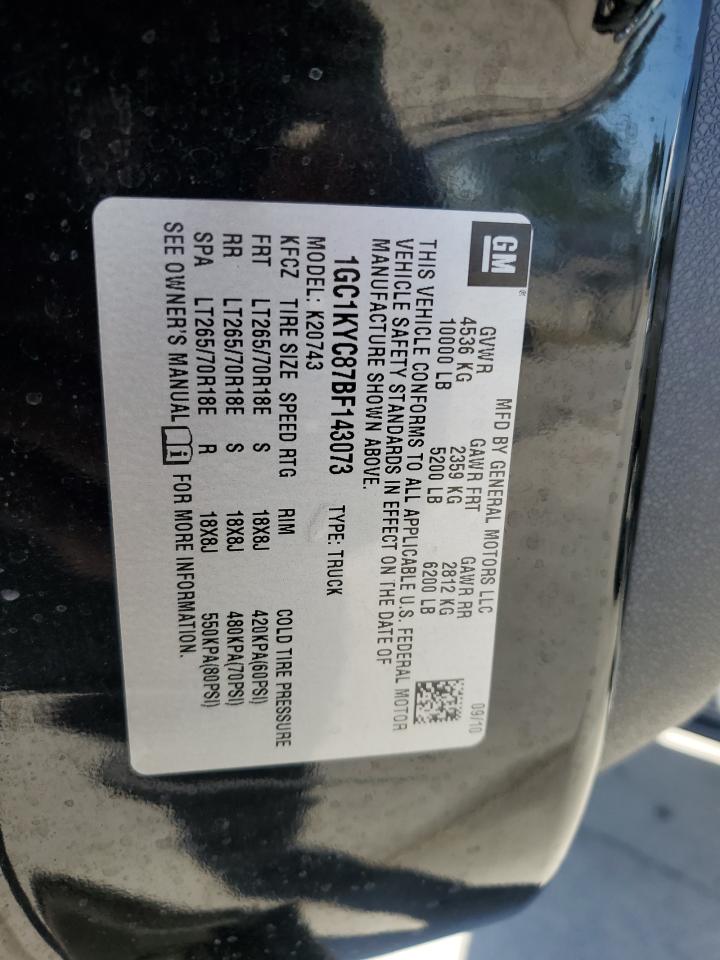 GM®
MFD BY GENERAL MOTORS LLC 09/10
GVWR GAWR FRT GAWR RR
4536 KG 2359 KG 2812 KG
10000 LB 5200 LB 6200 LB
THIS VEHICLE CONFORMS TO ALL APPLICABLE U.S. FEDERAL MOTOR
VEHICLE SAFETY STANDARDS IN EFFECT ON THE DATE OF
MANUFACTURE SHOWN ABOVE.
1GC1KYC87BF143073 TYPE: TRUCK
MODEL: K20743
KFCZ TIRE SIZE SPEED RTG RIM COLD TIRE PRESSURE
FRT LT265/70R18E S 18X8J 420KPA(60PSI)
RR LT265/70R18E S 18X8J 480KPA(70PSI)
SPA LT265/70R18E R 18X8J 550KPA(80PSI)
SEE OWNER'S MANUAL FOR MORE INFORMATION.